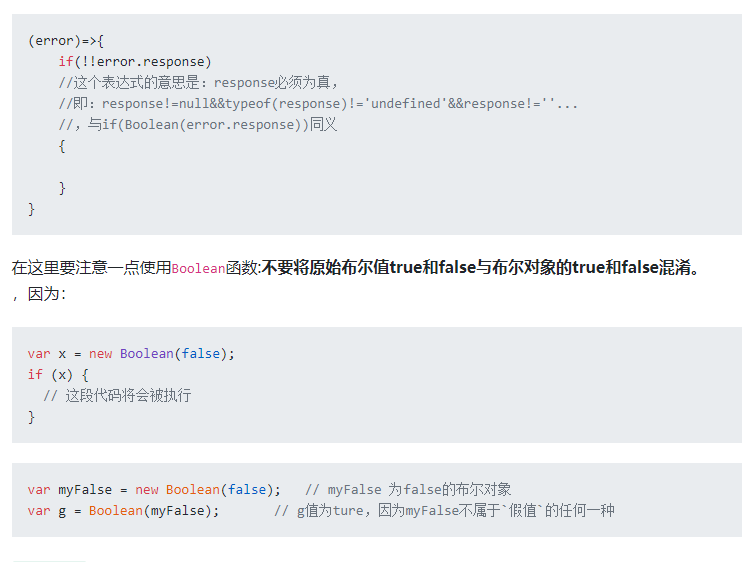 (error)=>{
if(!!error.response)
//这个表达式的意思是：response必须为真，
//即：response!=null&&typeof(response)!='undefined'&&response!=''...
//，与if(Boolean(error.response))同义
{
}
}
在这里要注意一点使用Boolean函数:不要将原始布尔值true和false与布尔对象的true和false混淆。
，因为：
var x = new Boolean(false);
if (x) {
// 这段代码将会被执行
}
var myFalse = new Boolean(false);   // myFalse 为false的布尔对象
var g = Boolean(myFalse);       // g值为ture，因为myFalse不属于`假值`的任何一种